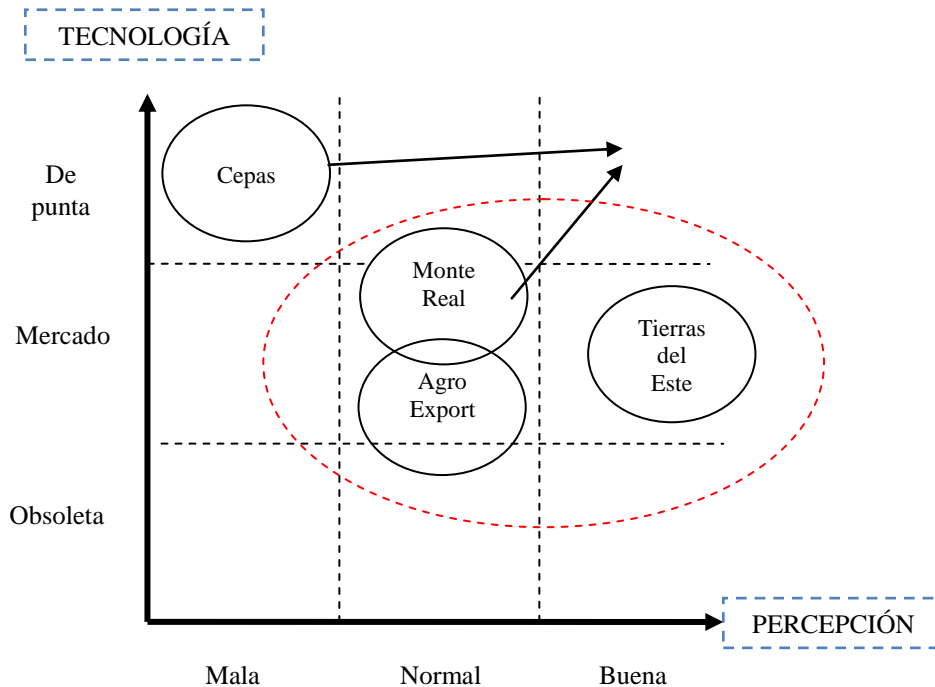 TECNOLOGÍA
De
punta
Cepas
Monte
Real
Mercado
Tierras
del
Este
Agro
Export
Obsoleta
PERCEPCIÓN
Mala
Normal
Buena